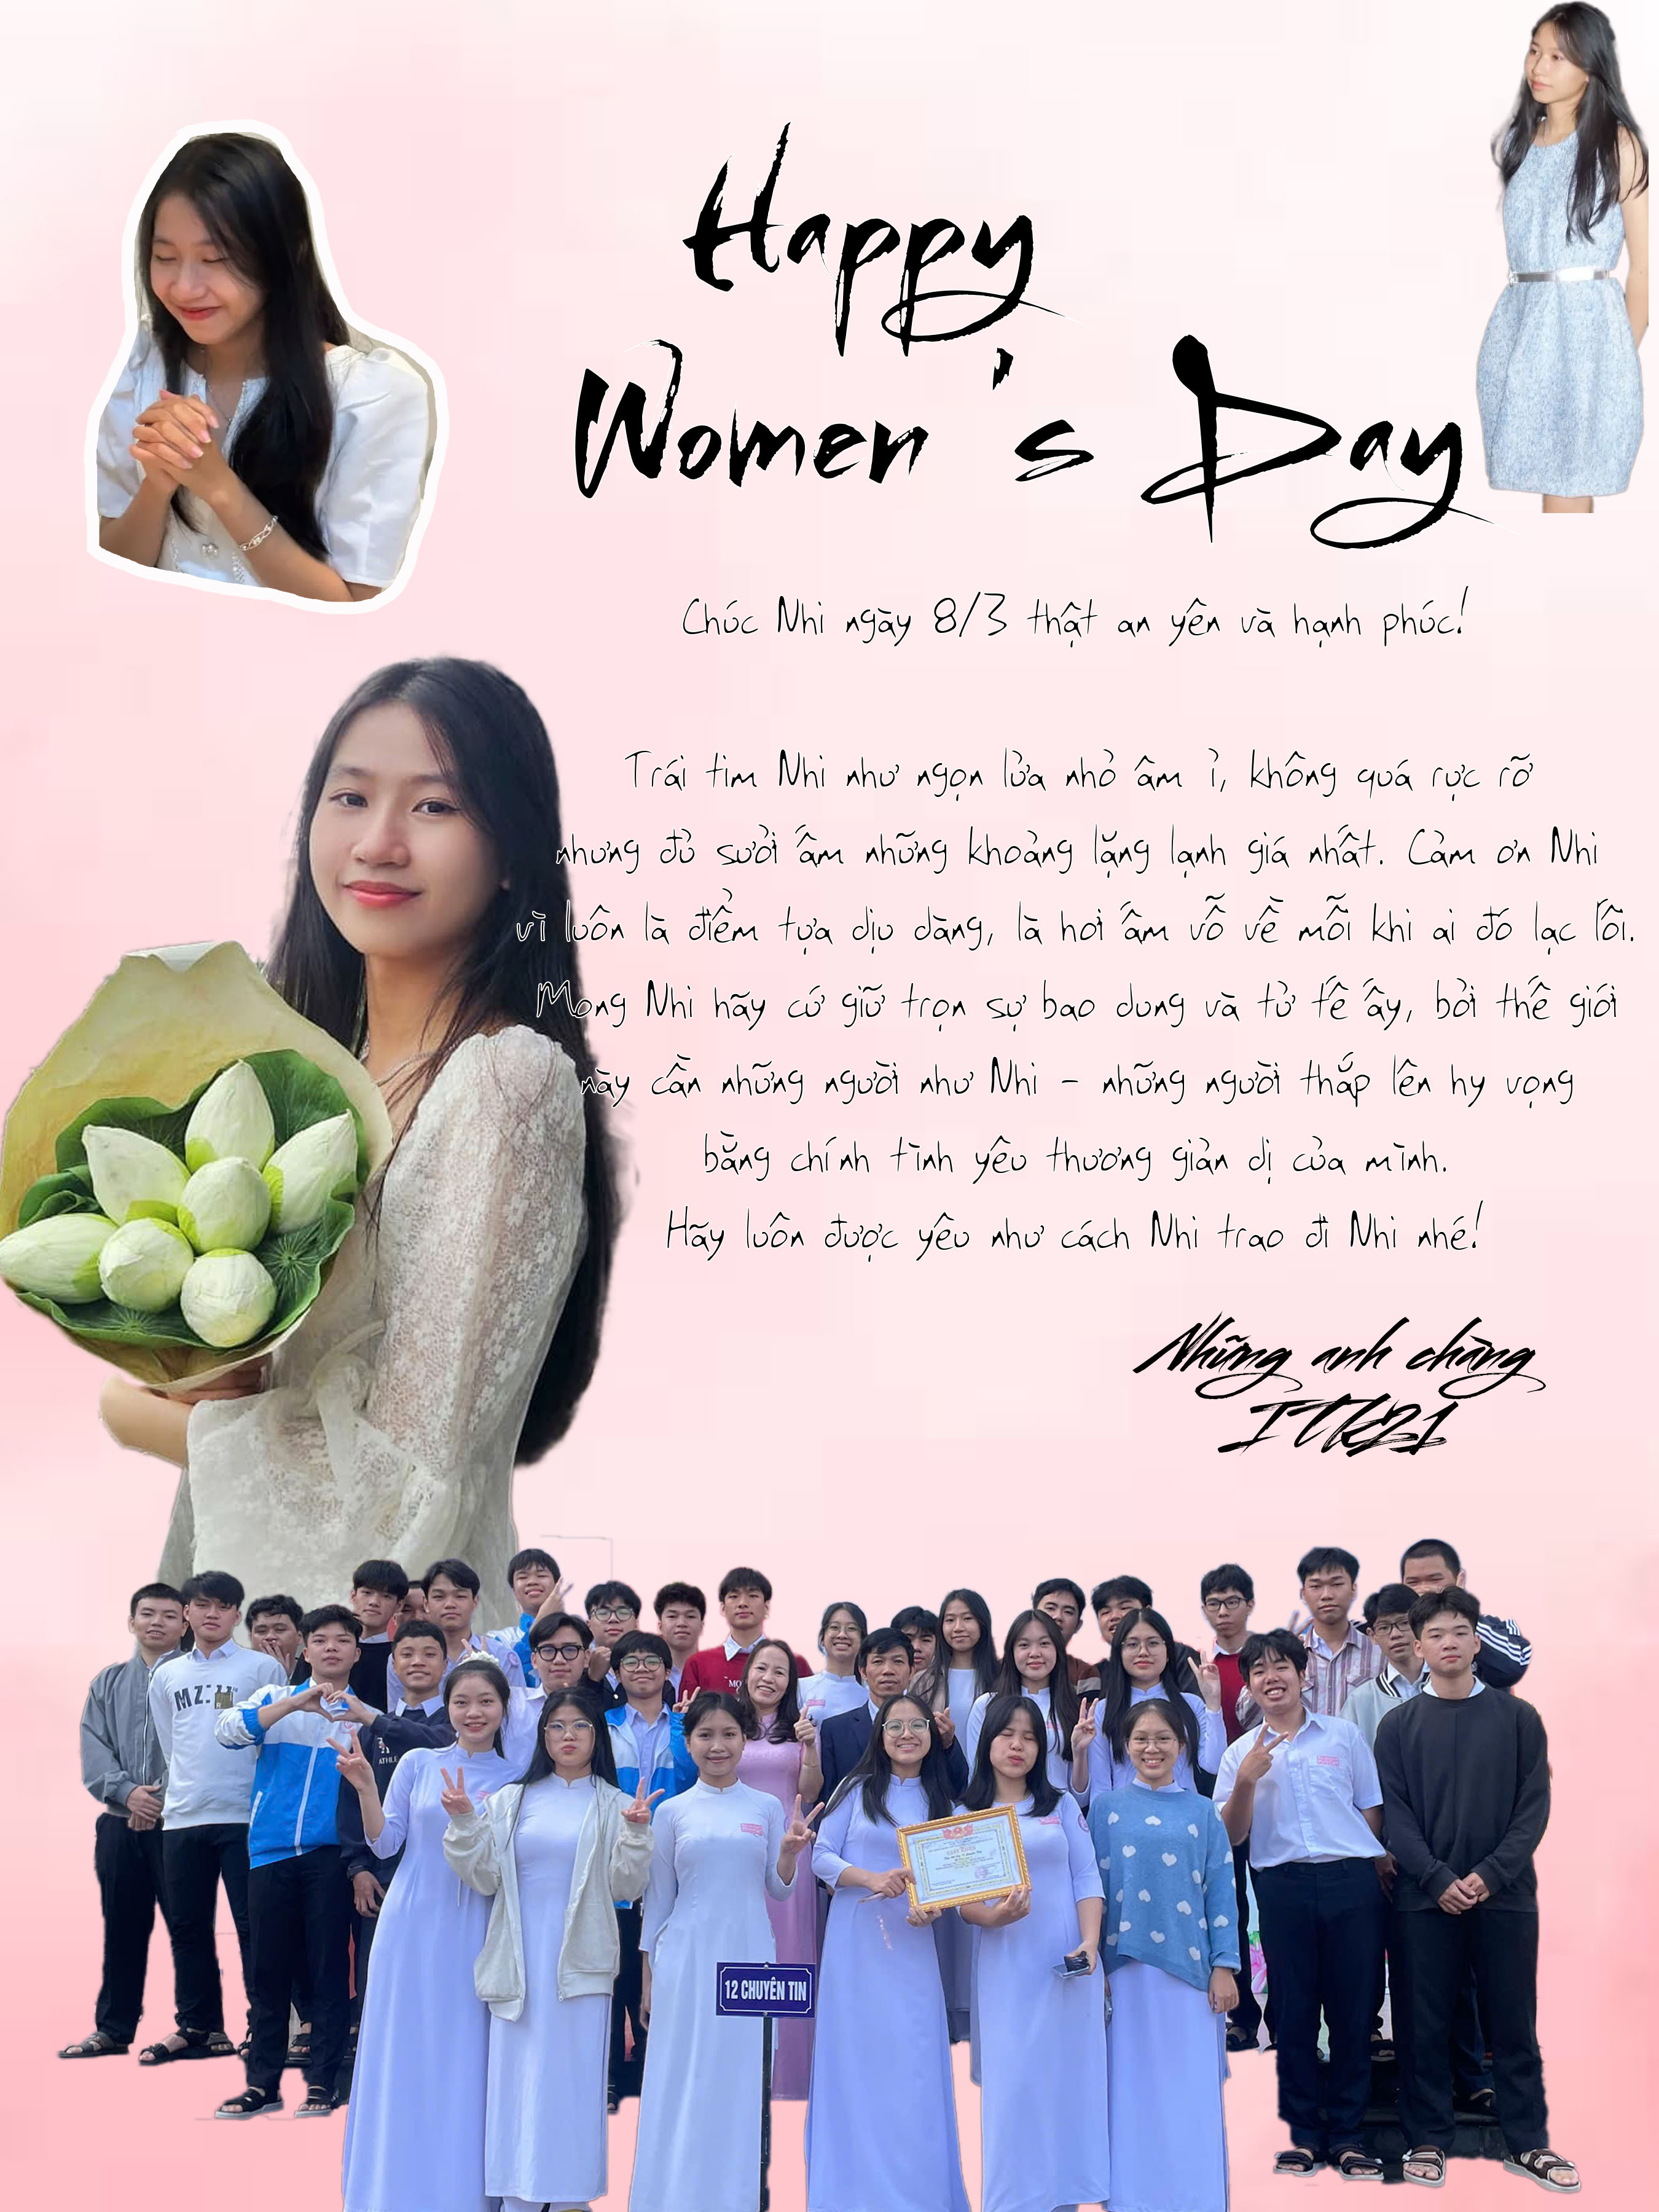 Happy
Women's Day
Chúc Nhi ngày 8/3 thật an yên và hạnh phúc!
Trái tim Nhi như ngọn lửa nhỏ âm ỉ, không quá rực rỡ
nhưng đủ sưởi ấm những khoảng lặng lạnh giá nhất. Cảm ơn Nhi
vì luôn là điểm tựa dịu dàng, là hơi ấm vỗ về mỗi khi ai đó lạc lối.
Mong Nhi hãy cứ giữ trọn sự bao dung và tử tế ấy, bởi thế giới
này cần những người như Nhi - những người thắp lên hy vọng
bằng chính tình yêu thương giản dị của mình.
Hãy luôn được yêu như cách Nhi trao đi Nhi nhé!
Những anh chàng
ITK21
12 CHUYÊN TIN